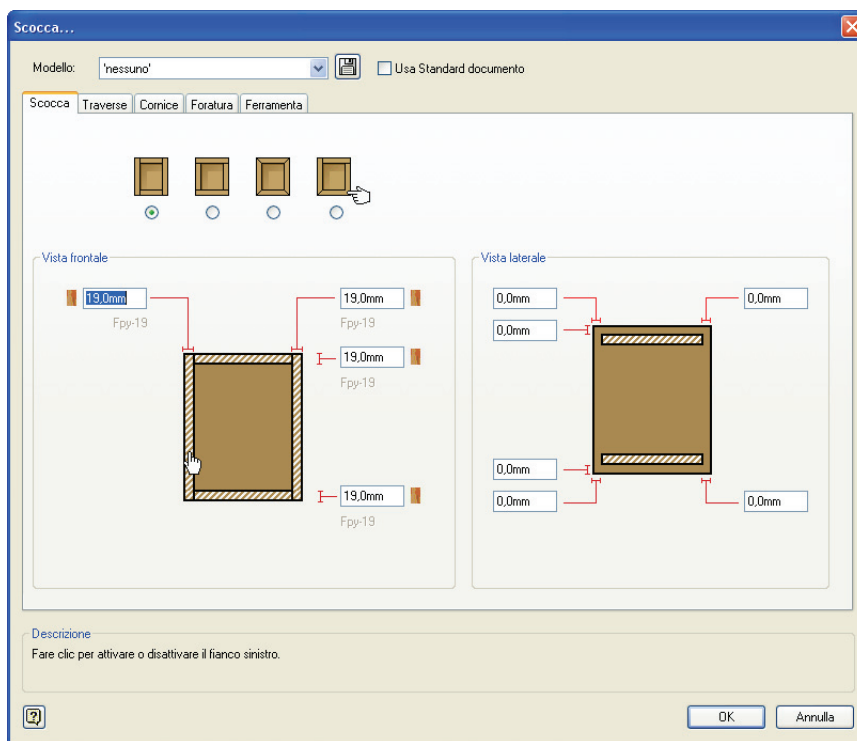 Scocca...
Modello: 'nessuno' Usa Standard documento
Scocca Traverse Cornice Foratura Ferramenta
Vista frontale
19,0mm 19,0mm
Fpy-19 Fpy-19
19,0mm
Fpy-19
19,0mm
Fpy-19
Vista laterale
0,0mm 0,0mm
0,0mm
0,0mm
0,0mm 0,0mm
Descrizione
Fare clic per attivare o disattivare il fianco sinistro.
? OK Annulla